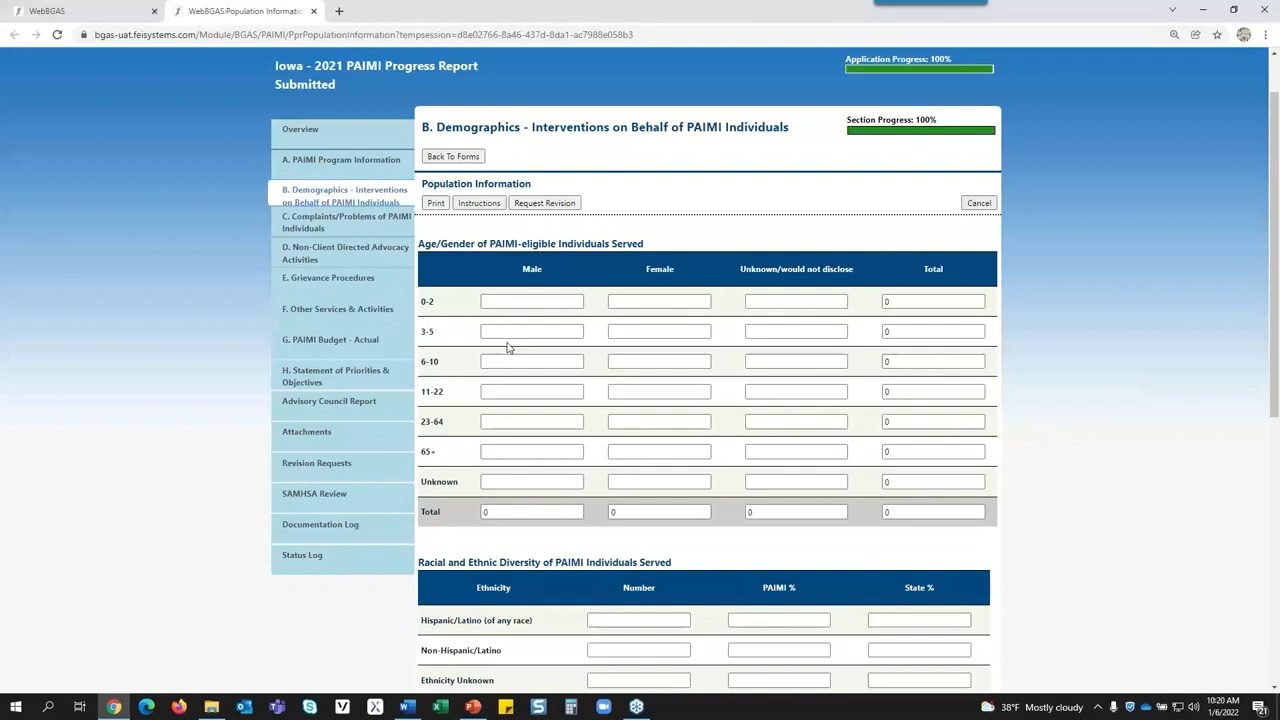 WebBGAS
WebBGAS:Population Informatio
bgas-uat.feisystems.com/Module/BGAS/PAIMI/PprPopulationInformation?tempsession=d8e02766-8a46-437d-8da1-ac7988e058b3
Iowa - 2021 PAIMI Progress Report
Submitted
Application Progress: 100%
Overview
A. PAIMI Program Information
B. Demographics - Interventions
on Behalf of PAIMI Individuals
C. Complaints/Problems of PAIMI
Individuals
D. Non-Client Directed Advocacy
Activities
E. Grievance Procedures
F. Other Services & Activities
G. PAIMI Budget - Actual
H. Statement of Priorities &
Objectives
Advisory Council Report
Attachments
Revision Requests
SAMHSA Review
Documentation Log
Status Log
B. Demographics - Interventions on Behalf of PAIMI Individuals
Section Progress: 100%
Back To Forms
Population Information
Print Instructions Request Revision Cancel
Age/Gender of PAIMI-eligible Individuals Served
Male Female Unknown/would not disclose Total
0-2 0
3-5 0
6-10 0
11-22 0
23-64 0
65+ 0
Unknown 0
Total 0 0 0 0
Racial and Ethnic Diversity of PAIMI Individuals Served
Ethnicity Number PAIMI % State %
Hispanic/Latino (of any race)
Non-Hispanic/Latino
Ethnicity Unknown
38°F Mostly cloudy
10:20 AM
1/6/2022